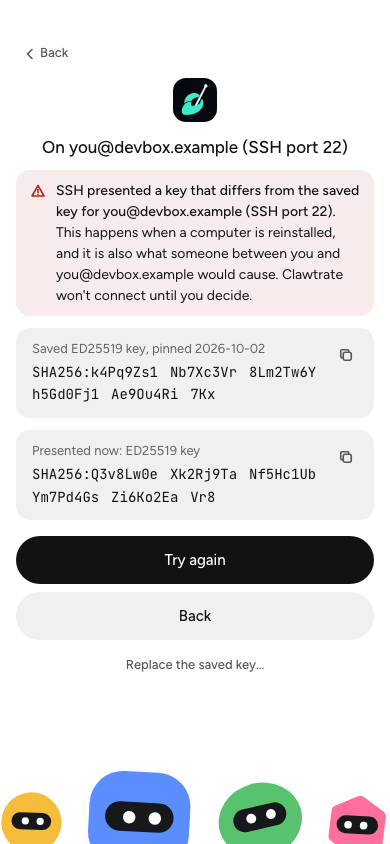 Back
On you@devbox.example (SSH port 22)
SSH presented a key that differs from the saved
key for you@devbox.example (SSH port 22).
This happens when a computer is reinstalled,
and it is also what someone between you and
you@devbox.example would cause. Clawtrate
won't connect until you decide.
Saved ED25519 key, pinned 2026-10-02
SHA256:k4Pq9Zs1 Nb7Xc3Vr 8Lm2Tw6Y
h5Gd0Fj1 Ae9Ou4Ri 7Kx
Presented now: ED25519 key
SHA256:Q3v8Lw0e Xk2Rj9Ta Nf5Hc1Ub
Ym7Pd4Gs Zi6Ko2Ea Vr8
Try again
Back
Replace the saved key...